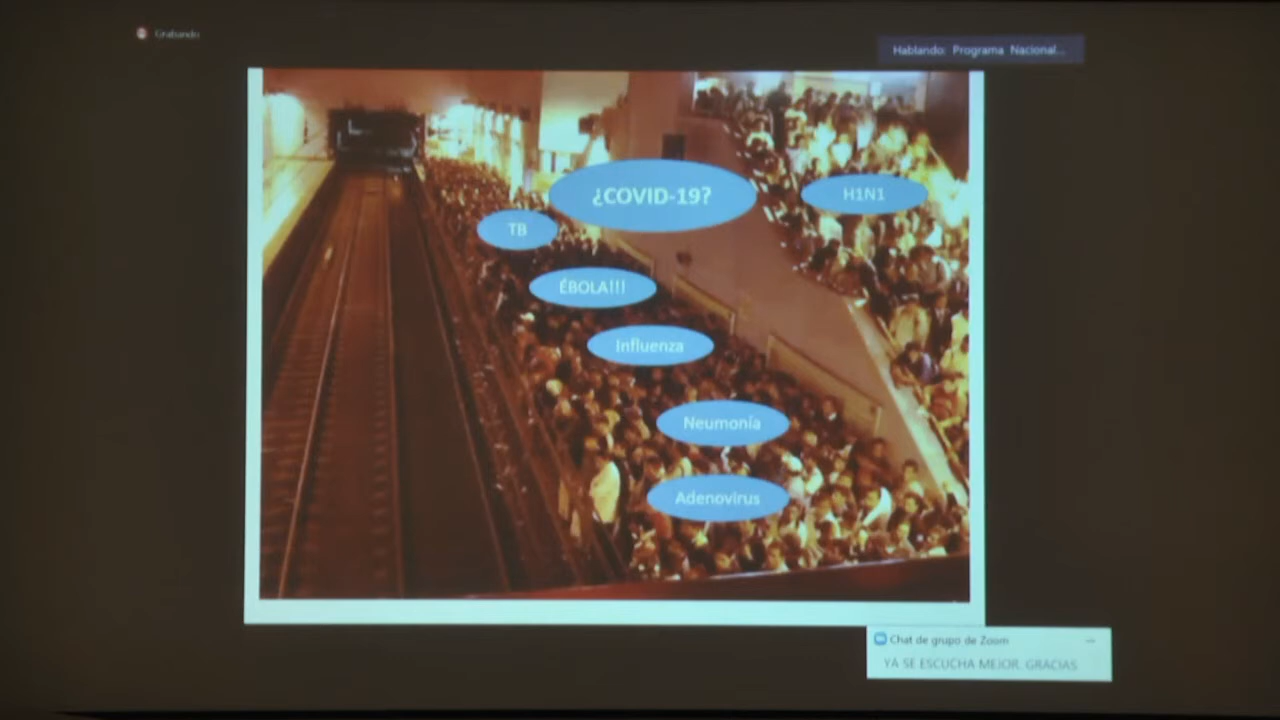 Grabando
Hablando: Programa Nacional...
¿COVID-19?
H1N1
TB
ÉBOLA!!!
Influenza
Neumonía
Adenovirus
Chat de grupo de Zoom
YA SE ESCUCHA MEJOR. GRACIAS